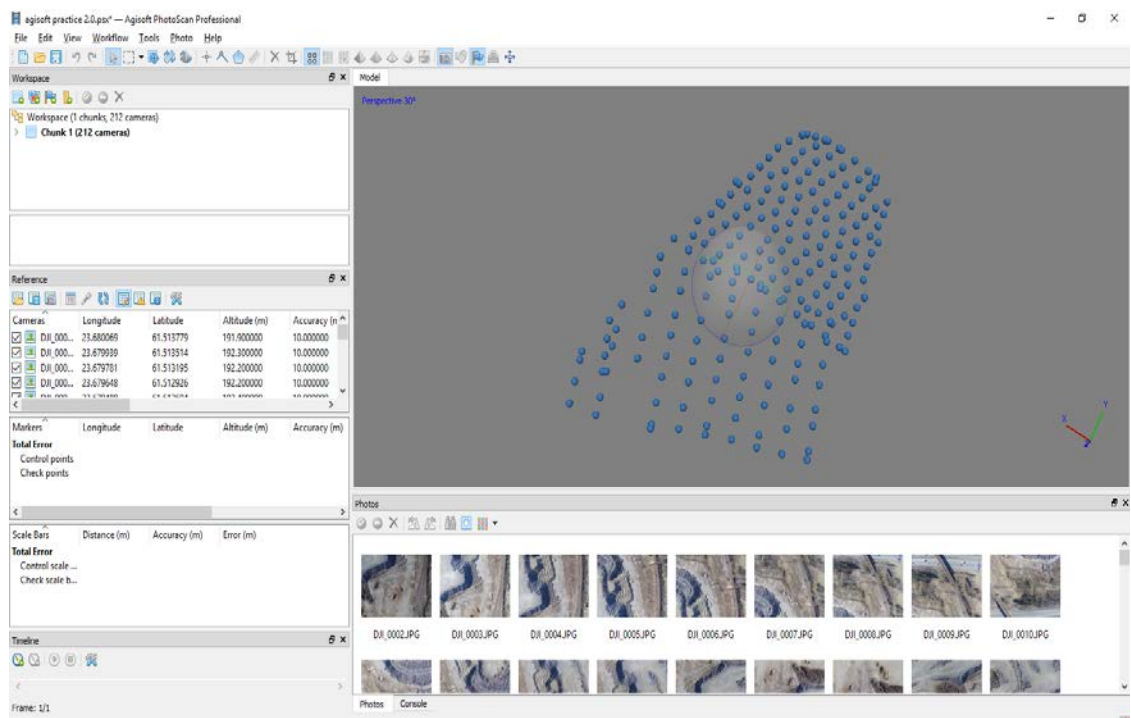 agisoft practice 2.0.psx* — Agisoft PhotoScan Professional
File Edit View Workflow Tools Photo Help
Workspace
Workspace (1 chunks, 212 cameras)
Chunk 1 (212 cameras)
Reference
Cameras Longitude Latitude Altitude (m) Accuracy (n
DJI_000... 23.680069 61.513779 191.900000 10.000000
DJI_000... 23.679939 61.513514 192.300000 10.000000
DJI_000... 23.679781 61.513195 192.200000 10.000000
DJI_000... 23.679648 61.512926 192.200000 10.000000
Markers Longitude Latitude Altitude (m) Accuracy (m)
Total Error
Control points
Check points
Scale Bars Distance (m) Accuracy (m) Error (m)
Total Error
Control scale ...
Check scale b...
Timeline
Frame: 1/1
Model
Perspective 30°
X
Y
Z
Photos
DJI_0002.JPG DJI_0003.JPG DJI_0004.JPG DJI_0005.JPG DJI_0006.JPG DJI_0007.JPG DJI_0008.JPG DJI_0009.JPG DJI_0010.JPG
Photos Console